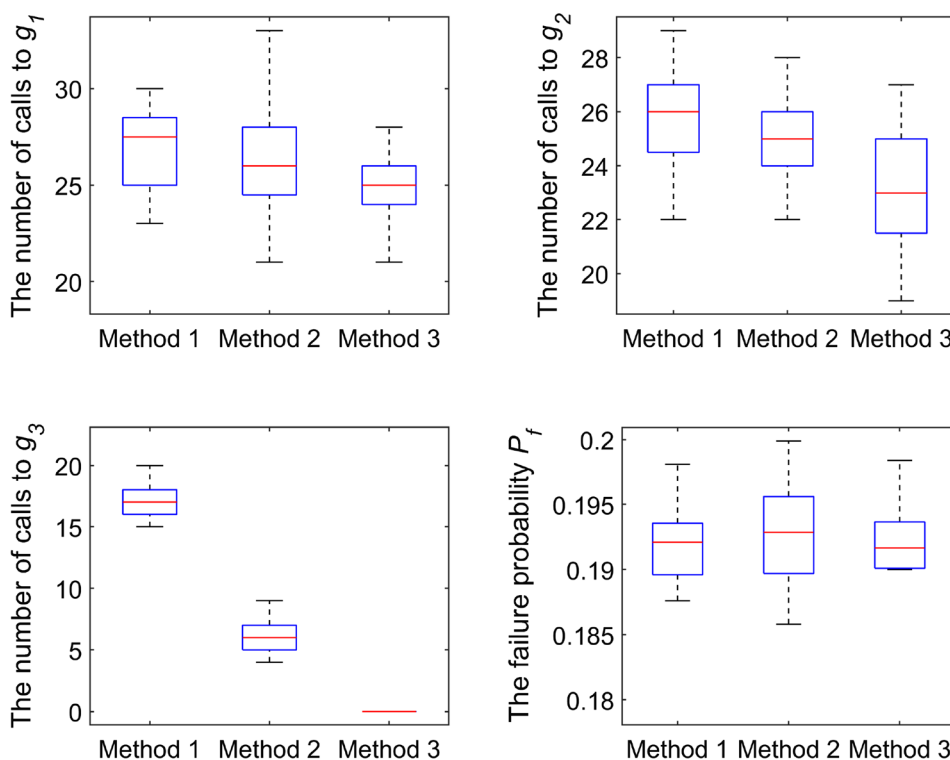 The number of calls to g1
30
25
20
Method 1 Method 2 Method 3
The number of calls to g2
28
26
24
22
20
Method 1 Method 2 Method 3
The number of calls to g3
20
15
10
5
0
Method 1 Method 2 Method 3
The failure probability Pf
0.2
0.195
0.19
0.185
0.18
Method 1 Method 2 Method 3